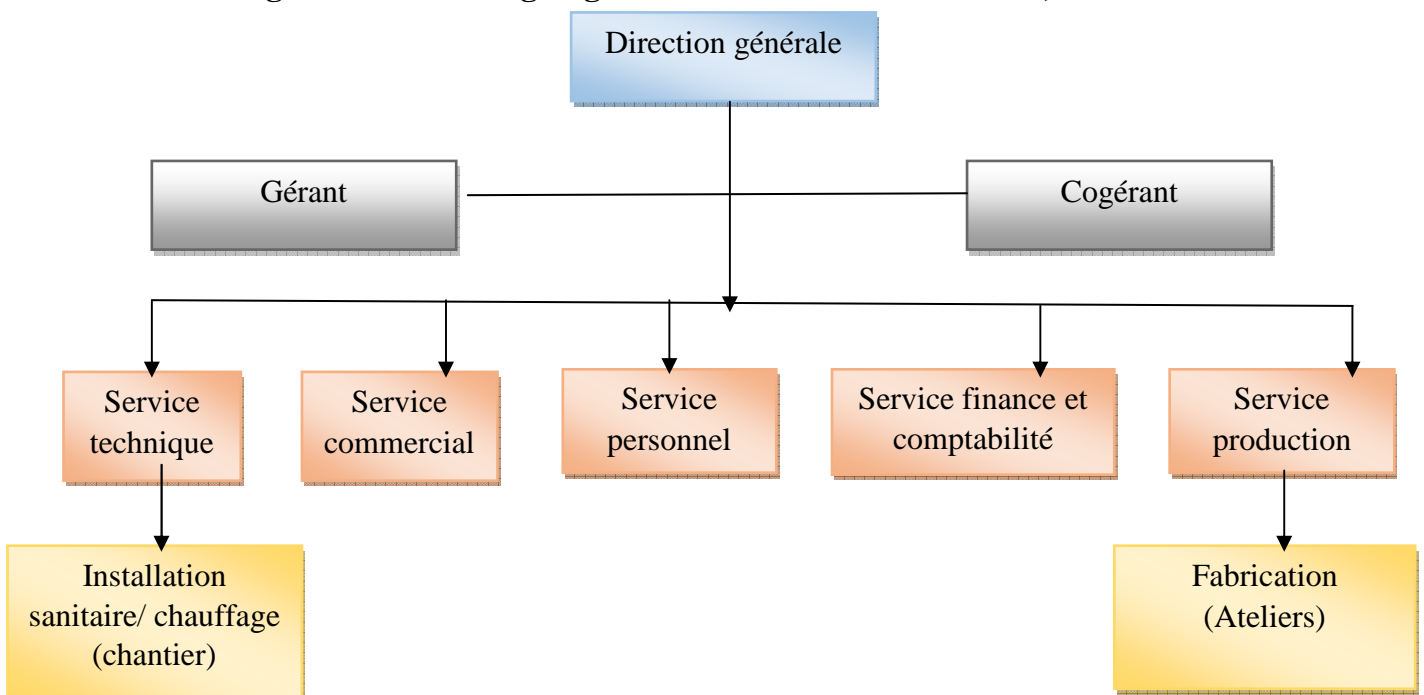 Direction générale
Gérant
Cogérant
Service
technique
Service
commercial
Service
personnel
Service finance et
comptabilité
Service
production
Installation
sanitaire/ chauffage
(chantier)
Fabrication
(Ateliers)